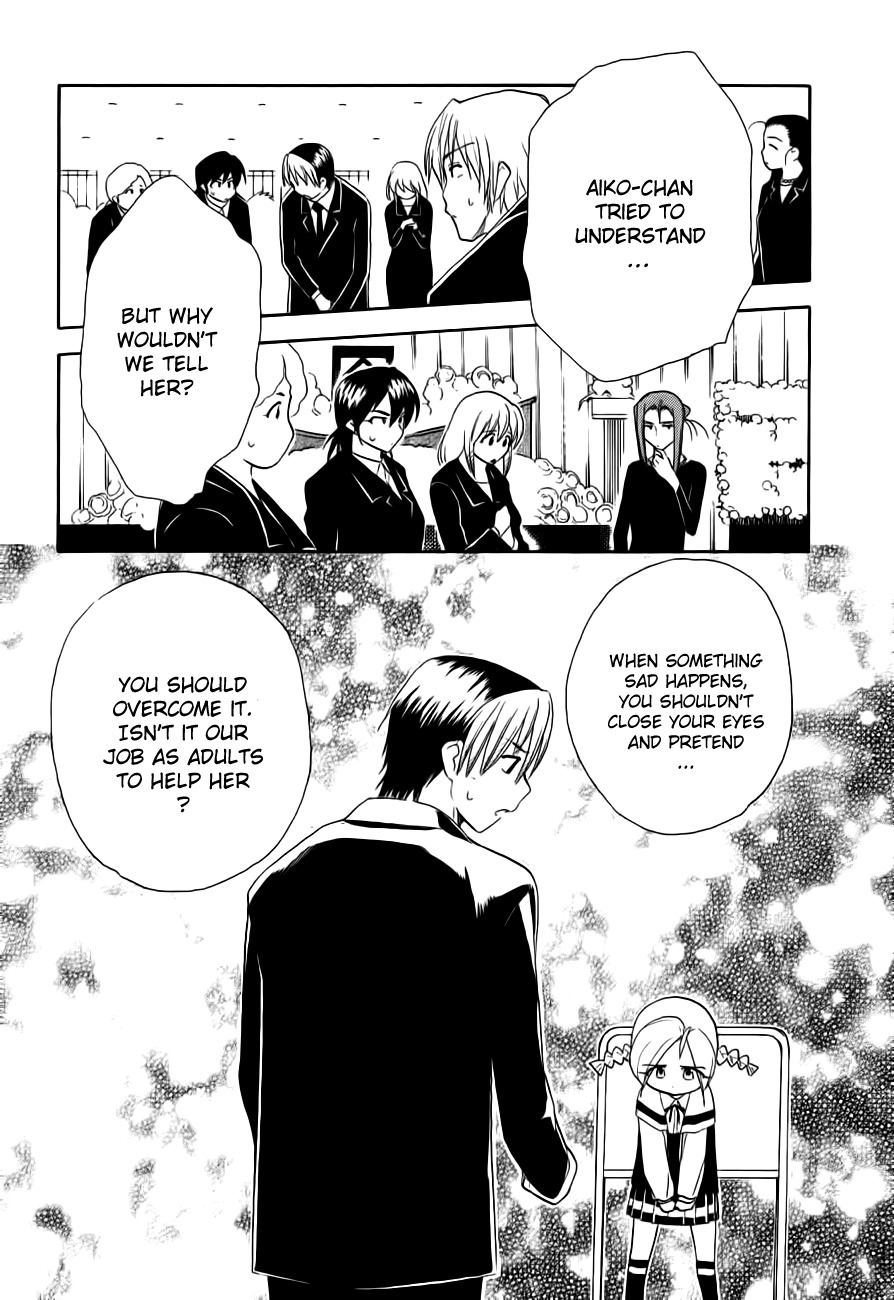 AIKO-CHAN
TRIED TO
UNDERSTAND
...
BUT WHY
WOULDN'T
WE TELL
HER?
WHEN SOMETHING
SAD HAPPENS,
YOU SHOULDN'T
CLOSE YOUR EYES
AND PRETEND
...
YOU SHOULD
OVERCOME IT.
ISN'T IT OUR
JOB AS ADULTS
TO HELP HER
?